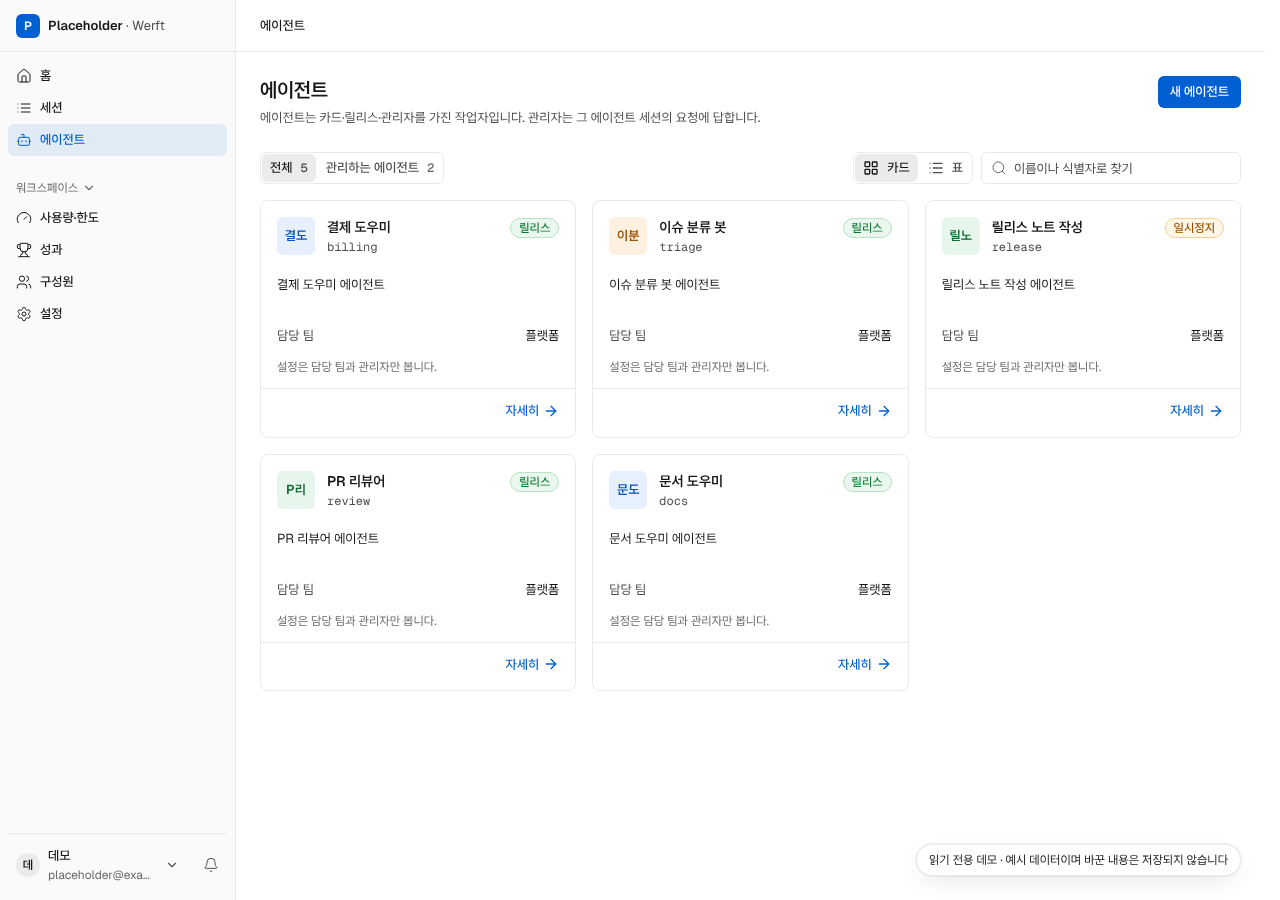 P Placeholder · Werft
에이전트
홈
세션
에이전트
워크스페이스
사용량·한도
성과
구성원
설정
에이전트
에이전트는 카드·릴리스·관리자를 가진 작업자입니다. 관리자는 그 에이전트 세션의 요청에 답합니다.
새 에이전트
전체 5 관리하는 에이전트 2
카드 표 이름이나 식별자로 찾기
결도 결제 도우미 릴리스
billing
결제 도우미 에이전트
담당 팀 플랫폼
설정은 담당 팀과 관리자만 봅니다.
자세히
이분 이슈 분류 봇 릴리스
triage
이슈 분류 봇 에이전트
담당 팀 플랫폼
설정은 담당 팀과 관리자만 봅니다.
자세히
릴노 릴리스 노트 작성 일시정지
release
릴리스 노트 작성 에이전트
담당 팀 플랫폼
설정은 담당 팀과 관리자만 봅니다.
자세히
P리 PR 리뷰어 릴리스
review
PR 리뷰어 에이전트
담당 팀 플랫폼
설정은 담당 팀과 관리자만 봅니다.
자세히
문도 문서 도우미 릴리스
docs
문서 도우미 에이전트
담당 팀 플랫폼
설정은 담당 팀과 관리자만 봅니다.
자세히
데 데모
placeholder@exa...
읽기 전용 데모 · 예시 데이터이며 바꾼 내용은 저장되지 않습니다